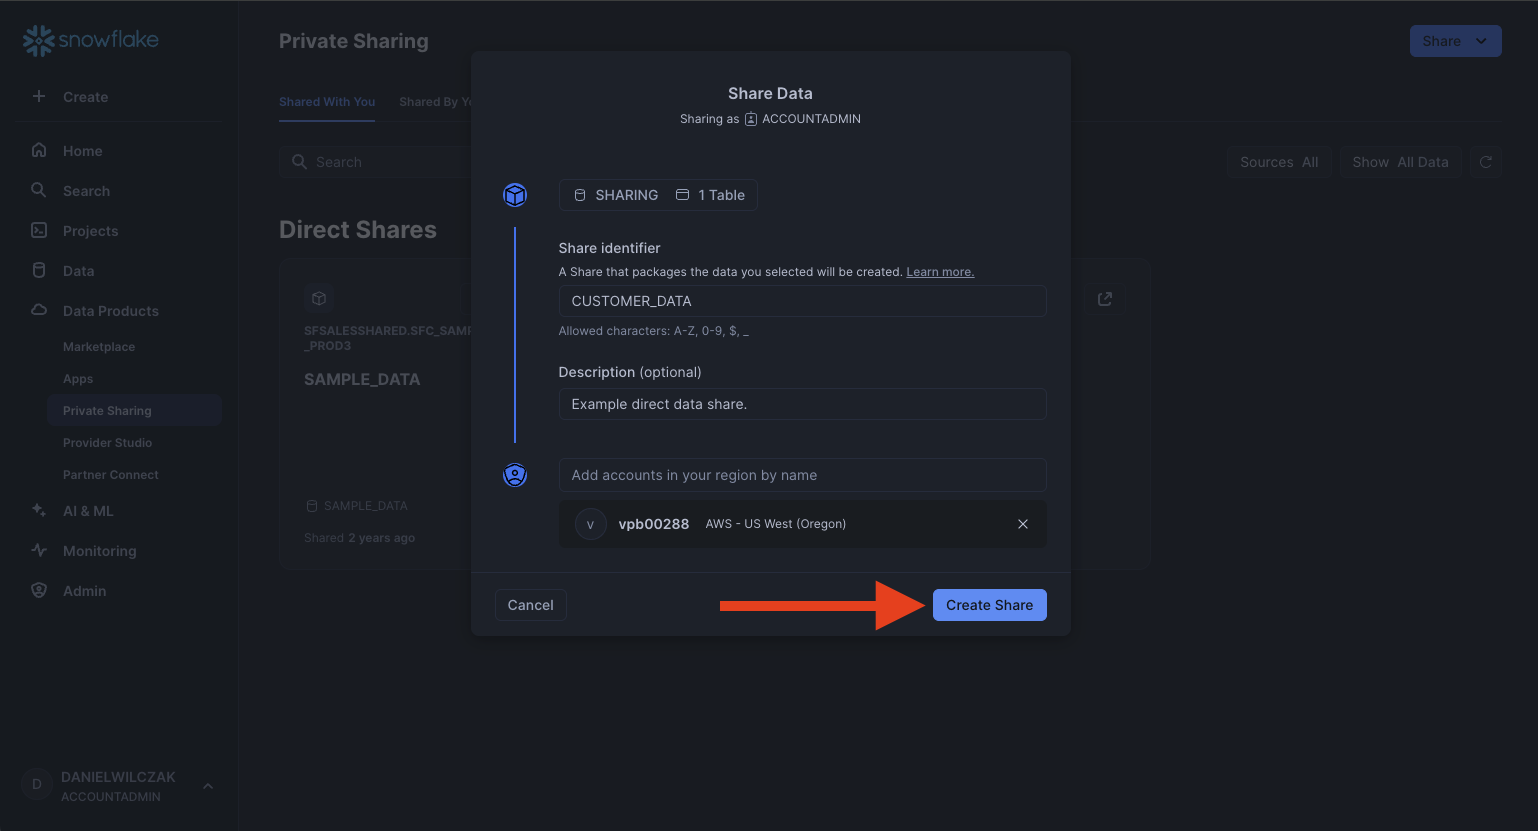 snowflake
Create
Home
Search
Projects
Data
Data Products
Marketplace
Apps
Private Sharing
Provider Studio
Partner Connect
AI & ML
Monitoring
Admin
D
DANIELWILCZAK
ACCOUNTADMIN
Private Sharing
Share
Shared With You
Shared By
Search
Sources All
Show All Data
Direct Shares
SFSALESSHARED.SFC_SAM
_PROD3
SAMPLE_DATA
SAMPLE_DATA
Shared 2 years ago
Share Data
Sharing as ACCOUNTADMIN
SHARING 1 Table
Share identifier
A Share that packages the data you selected will be created. Learn more.
CUSTOMER_DATA
Allowed characters: A-Z, 0-9, $, _
Description (optional)
Example direct data share.
Add accounts in your region by name
v vpb00288 AWS - US West (Oregon)
Cancel
Create Share